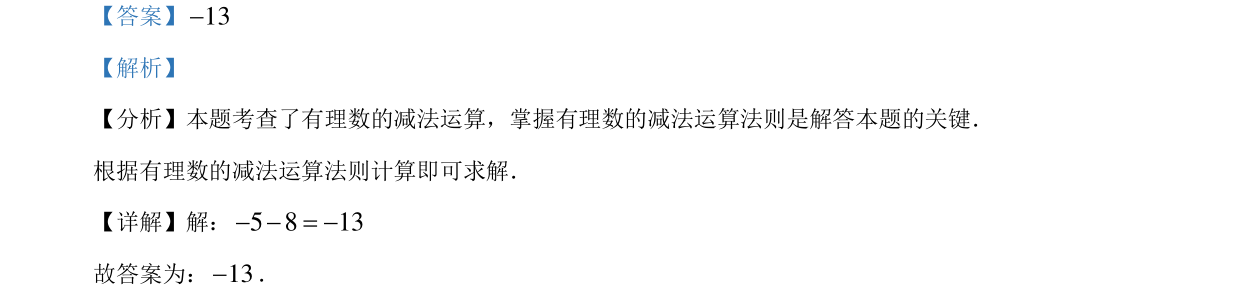 【答案】−13
【解析】
【分析】本题考查了有理数的减法运算，掌握有理数的减法运算法则是解答本题的关键．
根据有理数的减法运算法则计算即可求解．
【详解】解：−5−8=−13
故答案为：−13．